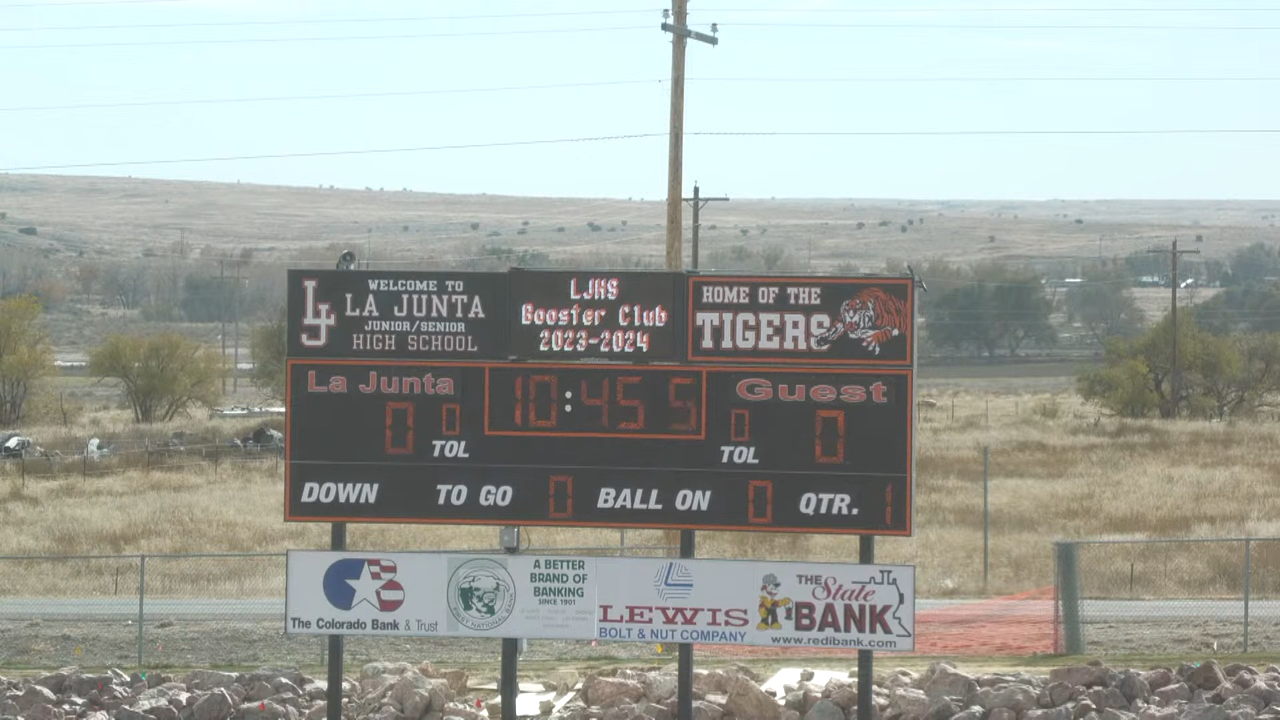 WELCOME TO
LJ LA JUNTA
JUNIOR/SENIOR
HIGH SCHOOL
LJHS
Booster Club
2023-2024
HOME OF THE
TIGERS
La Junta
10:45 5
Guest
0 0
TOL
0 0
TOL
DOWN TO GO 0 BALL ON 0 QTR. 1
The Colorado Bank & Trust
A BETTER
BRAND OF
BANKING
SINCE 1901
LEWIS
BOLT & NUT COMPANY
THE State
BANK
www.redibank.com